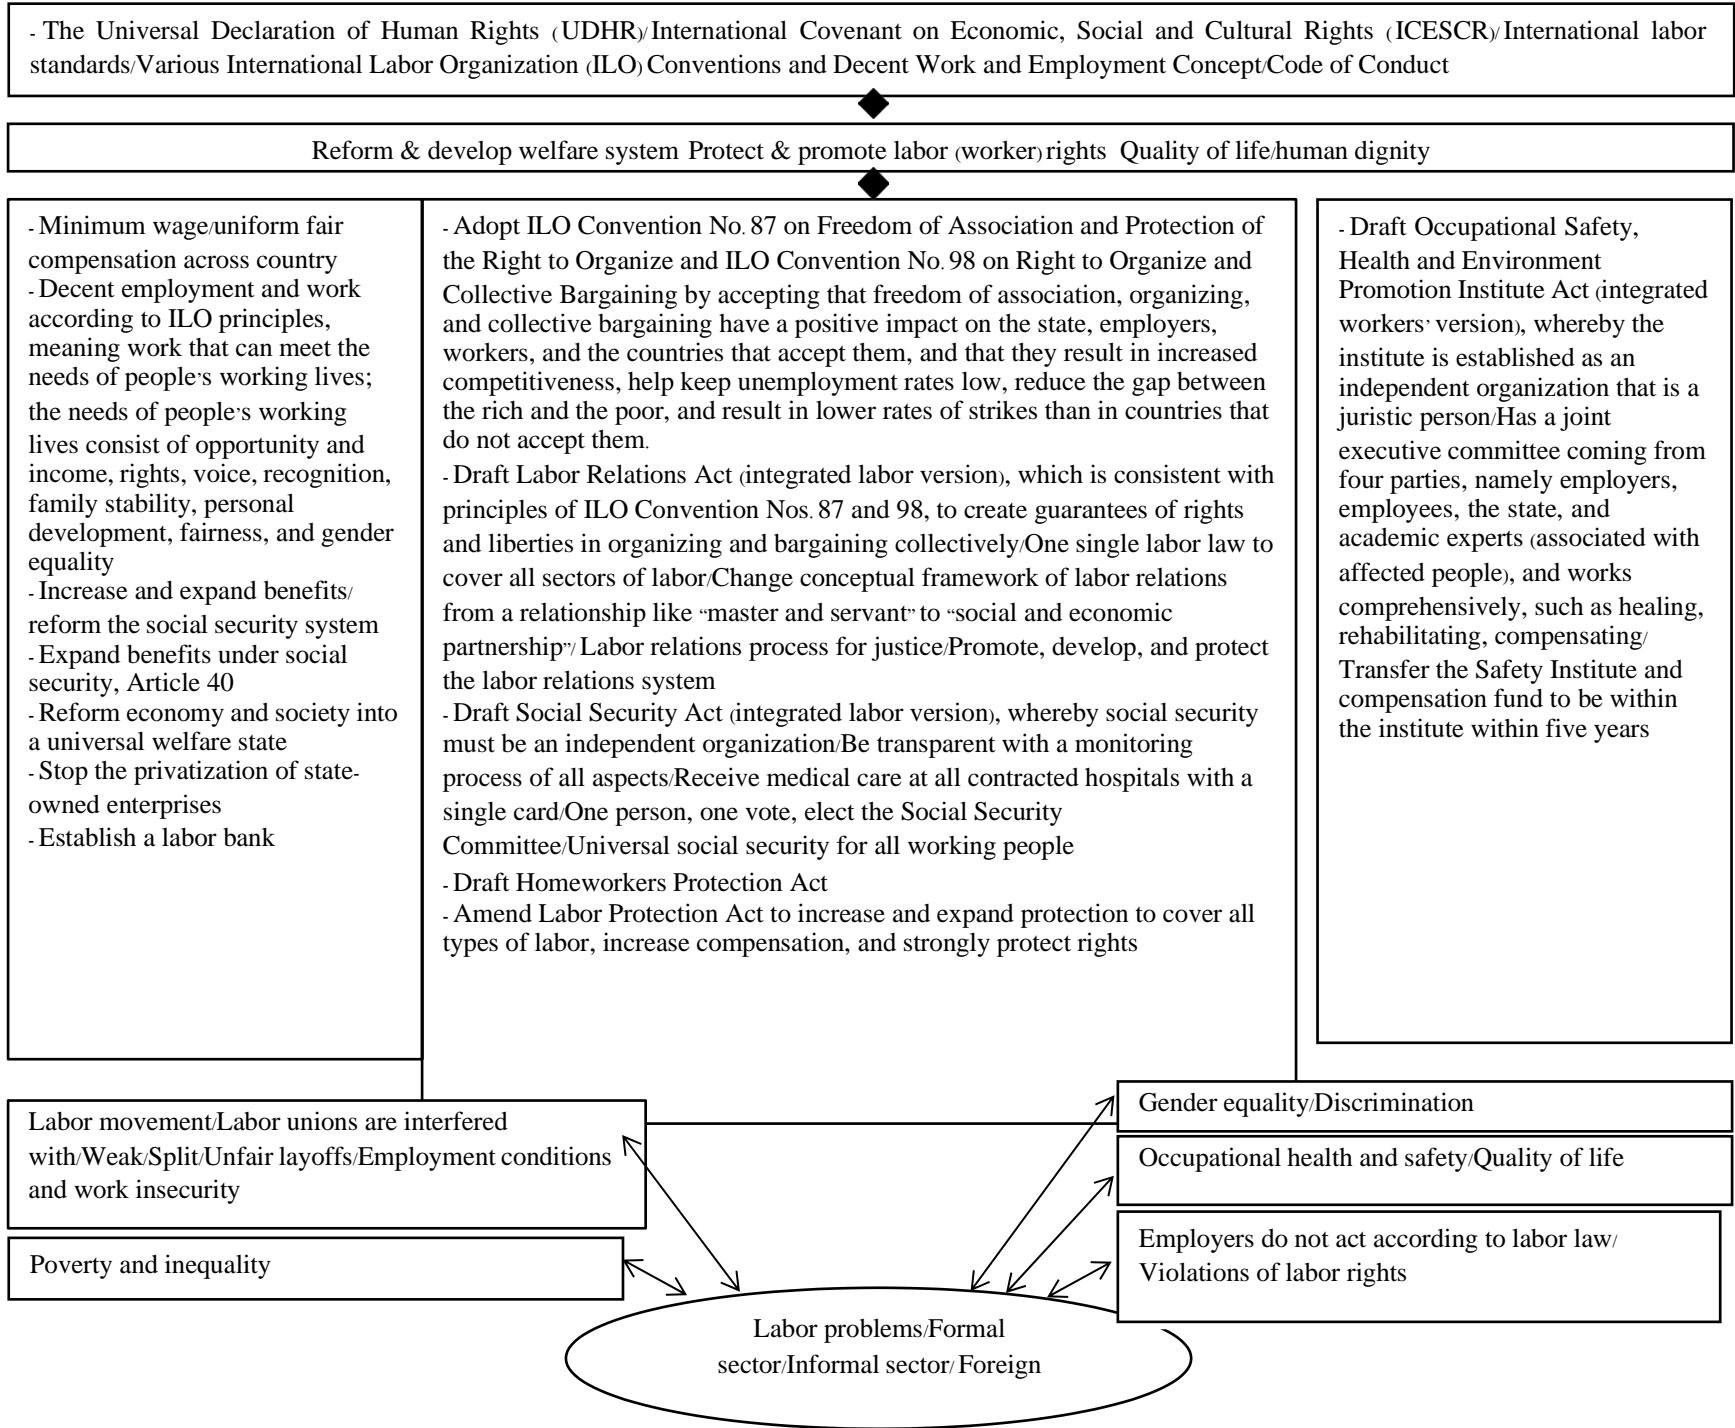 - The Universal Declaration of Human Rights (UDHR)/International Covenant on Economic, Social and Cultural Rights (ICESCR)/International labor
standards/Various International Labor Organization (ILO) Conventions and Decent Work and Employment Concept/Code of Conduct
Reform & develop welfare system Protect & promote labor (worker) rights Quality of life/human dignity
- Minimum wage/uniform fair
compensation across country
- Decent employment and work
according to ILO principles,
meaning work that can meet the
needs of people's working lives;
the needs of people's working
lives consist of opportunity and
income, rights, voice, recognition,
family stability, personal
development, fairness, and gender
equality
- Increase and expand benefits/
reform the social security system
- Expand benefits under social
security, Article 40
- Reform economy and society into
a universal welfare state
- Stop the privatization of state-
owned enterprises
- Establish a labor bank
- Adopt ILO Convention No. 87 on Freedom of Association and Protection of
the Right to Organize and ILO Convention No. 98 on Right to Organize and
Collective Bargaining by accepting that freedom of association, organizing,
and collective bargaining have a positive impact on the state, employers,
workers, and the countries that accept them, and that they result in increased
competitiveness, help keep unemployment rates low, reduce the gap between
the rich and the poor, and result in lower rates of strikes than in countries that
do not accept them.
- Draft Labor Relations Act (integrated labor version), which is consistent with
principles of ILO Convention Nos. 87 and 98, to create guarantees of rights
and liberties in organizing and bargaining collectively/One single labor law to
cover all sectors of labor/Change conceptual framework of labor relations
from a relationship like “master and servant” to “social and economic
partnership”/ Labor relations process for justice/Promote, develop, and protect
the labor relations system
- Draft Social Security Act (integrated labor version), whereby social security
must be an independent organization/Be transparent with a monitoring
process of all aspects/Receive medical care at all contracted hospitals with a
single card/One person, one vote, elect the Social Security
Committee/Universal social security for all working people
- Draft Homeworkers Protection Act
- Amend Labor Protection Act to increase and expand protection to cover all
types of labor, increase compensation, and strongly protect rights
- Draft Occupational Safety,
Health and Environment
Promotion Institute Act (integrated
workers' version), whereby the
institute is established as an
independent organization that is a
juristic person/Has a joint
executive committee coming from
four parties, namely employers,
employees, the state, and
academic experts (associated with
affected people), and works
comprehensively, such as healing,
rehabilitating, compensating/
Transfer the Safety Institute and
compensation fund to be within
the institute within five years
Labor movement/Labor unions are interfered
with/Weak/Split/Unfair layoffs/Employment conditions
and work insecurity
Poverty and inequality
Gender equality/Discrimination
Occupational health and safety/Quality of life
Employers do not act according to labor law/
Violations of labor rights
Labor problems/Formal
sector/Informal sector/ Foreign